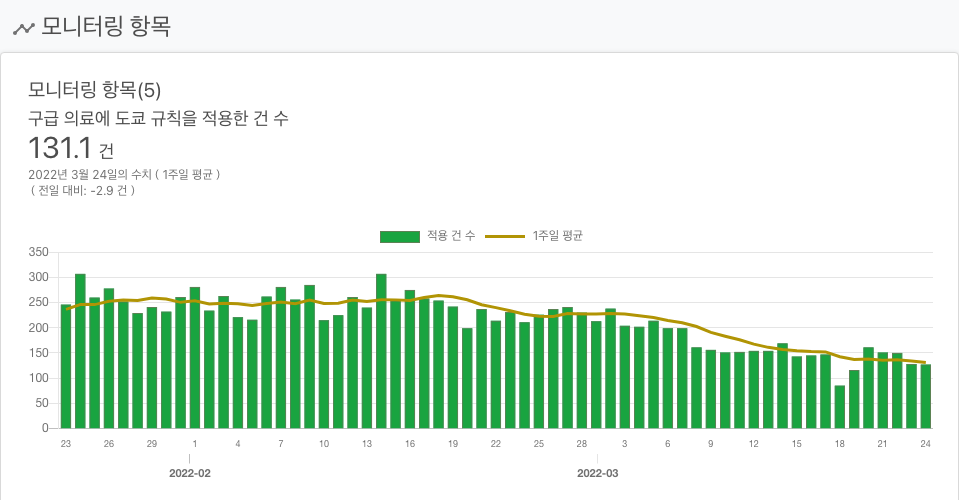 모니터링 항목
모니터링 항목(5)
구급 의료에 도쿄 규칙을 적용한 건 수
131.1 건
2022년 3월 24일의 수치 ( 1주일 평균 )
( 전일 대비: -2.9 건 )
적용 건 수 1주일 평균
350
300
250
200
150
100
50
0
23 26 29 1 4 7 10 13 16 19 22 25 28 3 6 9 12 15 18 21 24
2022-02 2022-03